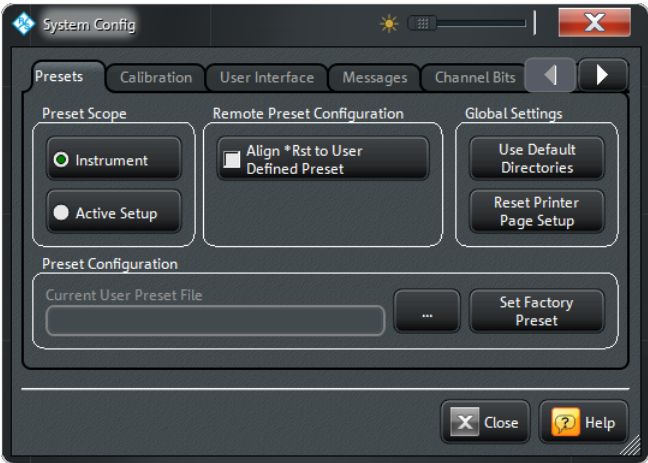 System Config
Presets Calibration User Interface Messages Channel Bits
Preset Scope
Remote Preset Configuration
Global Settings
Instrument
Active Setup
Align *Rst to User
Defined Preset
Use Default
Directories
Reset Printer
Page Setup
Preset Configuration
Current User Preset File
...
Set Factory
Preset
Close
Help